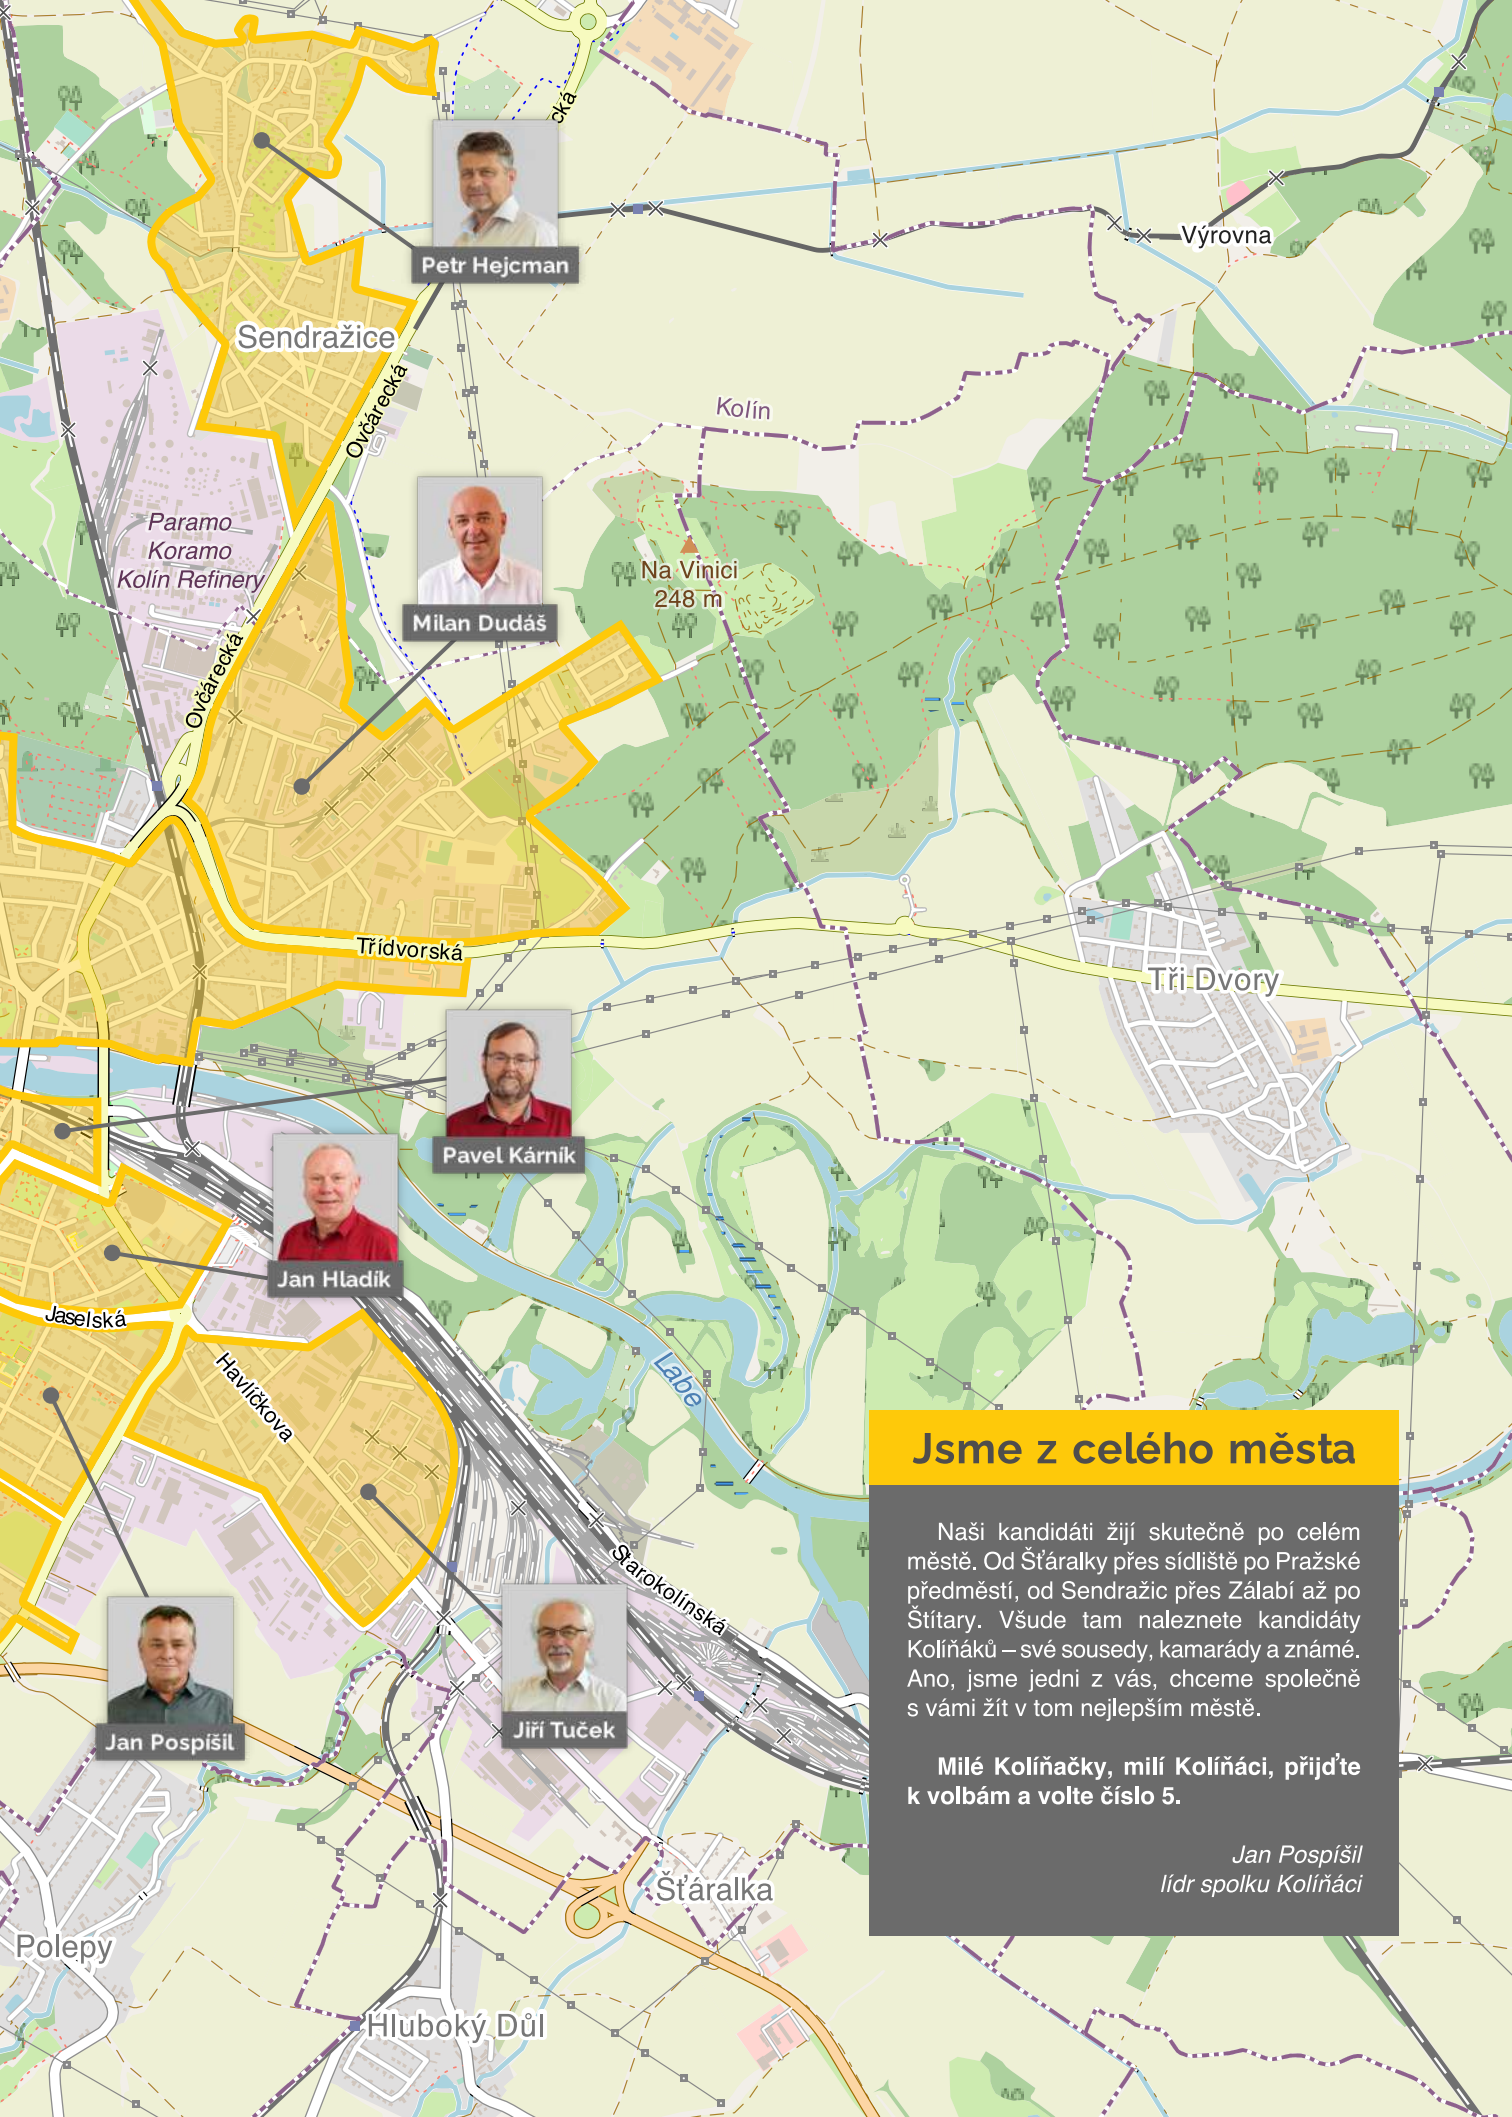 cká
Petr Hejcman
Výrovna
Sendražice
Ovčárecká
Kolín
Paramo
Koramo
Kolín Refinery
Na Vinici
248 m
Milan Dudáš
Ovčárecká
Třídvorská
Tři Dvory
Pavel Kárník
Jan Hladík
Jaselská
Havlíčkova
Labe
Starokolínská
Jan Pospíšil
Jiří Tuček
Šťáralka
Polepy
Hluboký Důl
Jsme z celého města
Naši kandidáti žijí skutečně po celém
městě. Od Šťáralky přes sídliště po Pražské
předměstí, od Sendražic přes Zálabí až po
Štítary. Všude tam naleznete kandidáty
Kolíňáků – své sousedy, kamarády a známé.
Ano, jsme jedni z vás, chceme společně
s vámi žít v tom nejlepším městě.
Milé Kolíňačky, milí Kolíňáci, přijďte
k volbám a volte číslo 5.
Jan Pospíšil
lídr spolku Kolíňáci